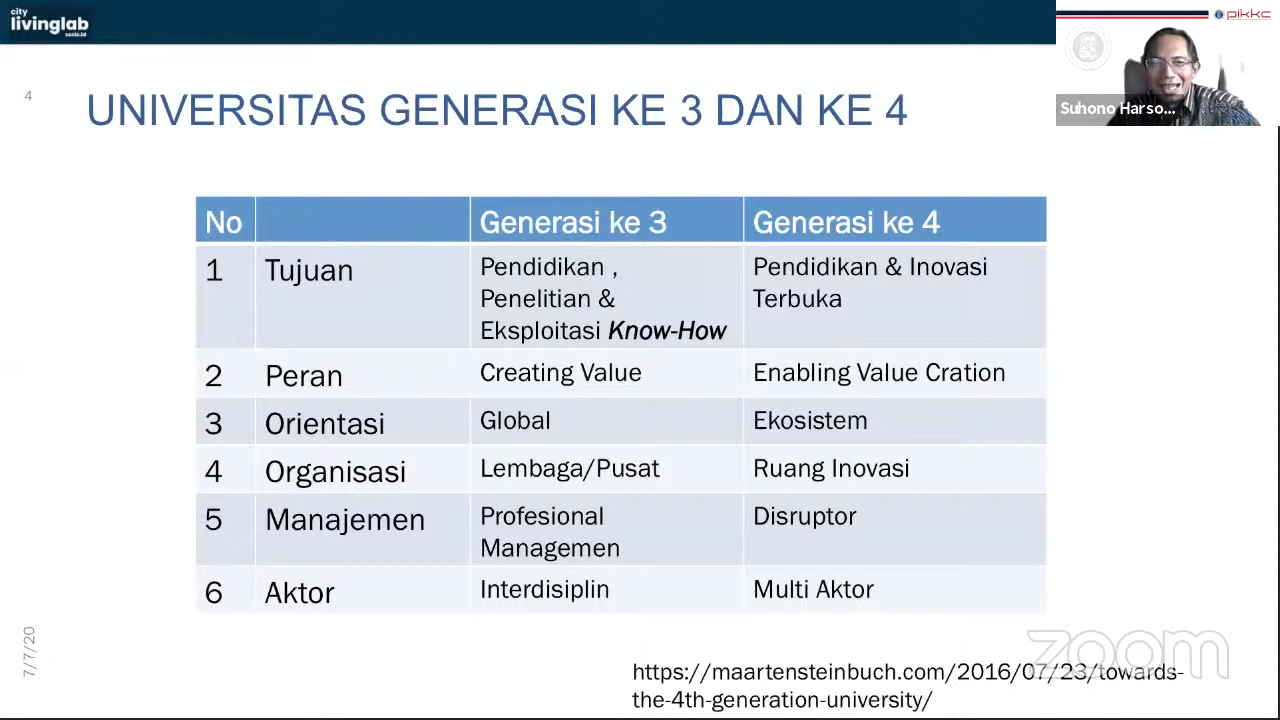 city
livinglab
sesio.id
pikkc
4
UNIVERSITAS GENERASI KE 3 DAN KE 4
Suhono Harso...
No Generasi ke 3 Generasi ke 4
1 Tujuan Pendidikan , Pendidikan & Inovasi
Penelitian & Terbuka
Eksploitasi Know-How
2 Peran Creating Value Enabling Value Cration
3 Orientasi Global Ekosistem
4 Organisasi Lembaga/Pusat Ruang Inovasi
5 Manajemen Profesional Disruptor
Managemen
6 Aktor Interdisiplin Multi Aktor
7/7/20
zoom
https://maartensteinbuch.com/2016/07/23/towards-
the-4th-generation-university/